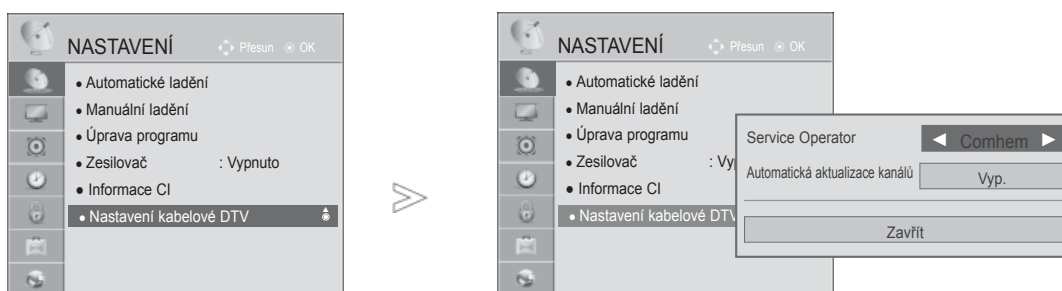 NASTAVENÍ Přesun OK
• Automatické ladění
• Manuální ladění
• Úprava programu
• Zesilovač : Vypnuto
• Informace CI
• Nastavení kabelové DTV
NASTAVENÍ Přesun OK
• Automatické ladění
• Manuální ladění
• Úprava programu
• Zesilovač : Vy
• Informace CI
• Nastavení kabelové DTV
Service Operator ◀ Comhem ▶
Automatická aktualizace kanálů Vyp.
Zavřít